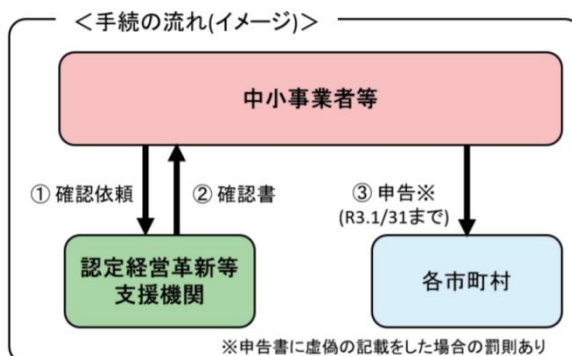 ＜手続の流れ(イメージ)＞
中小事業者等
① 確認依頼
② 確認書
③ 申告※
(R3.1/31まで)
認定経営革新等
支援機関
各市町村
※申告書に虚偽の記載をした場合の罰則あり